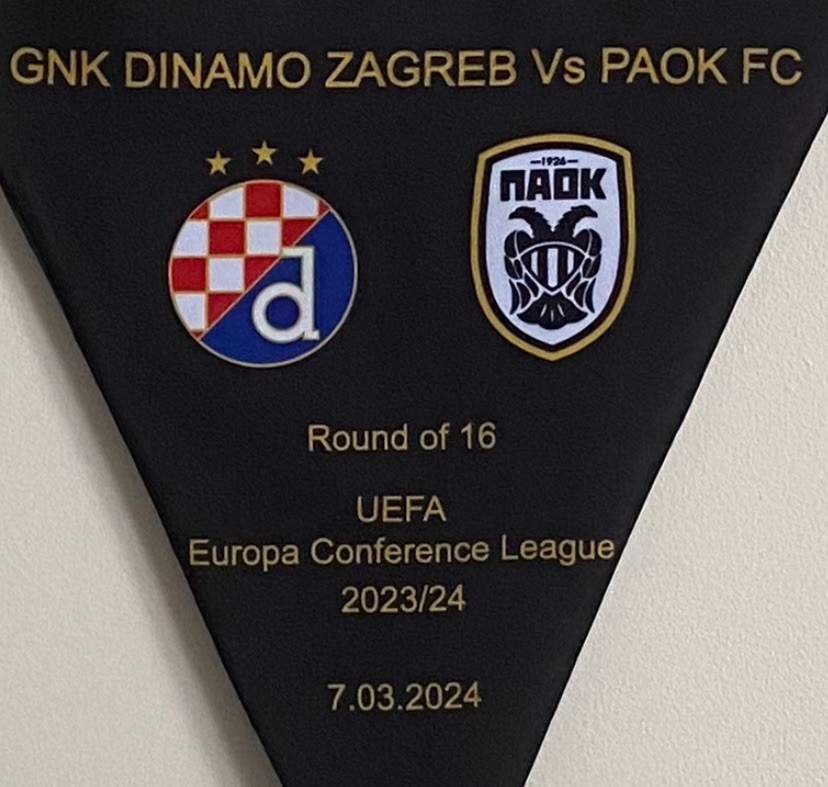 GNK DINAMO ZAGREB Vs PAOK FC
1926
ΠΑΟΚ
d
Round of 16
UEFA
Europa Conference League
2023/24
7.03.2024